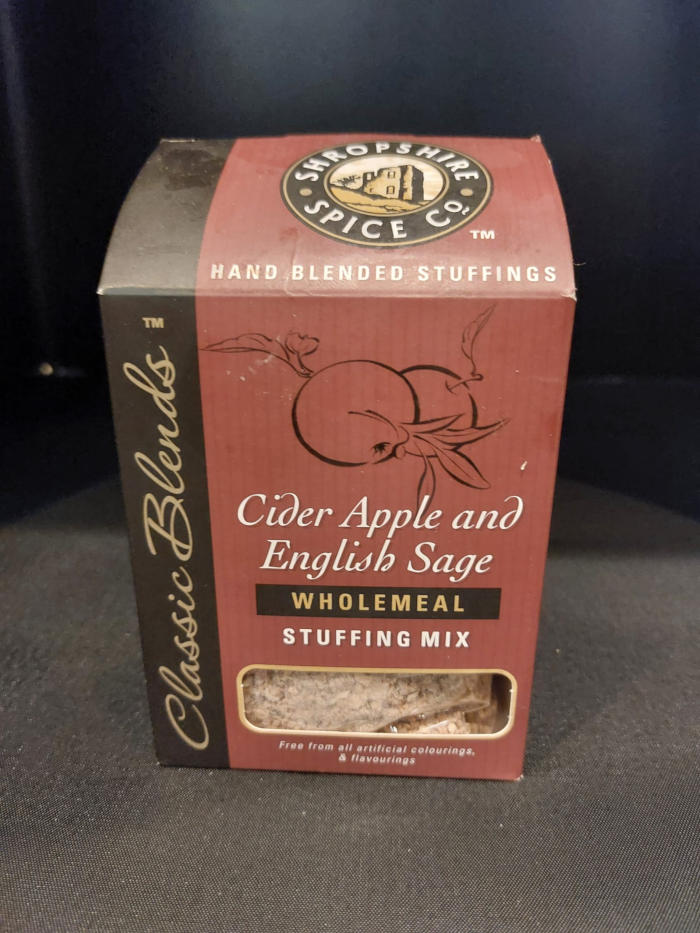 SHROPSHIRE
SPICE Co.
TM
HAND BLENDED STUFFINGS
TM
Classic Blends
Cider Apple and
English Sage
WHOLEMEAL
STUFFING MIX
Free from all artificial colourings,
& flavourings